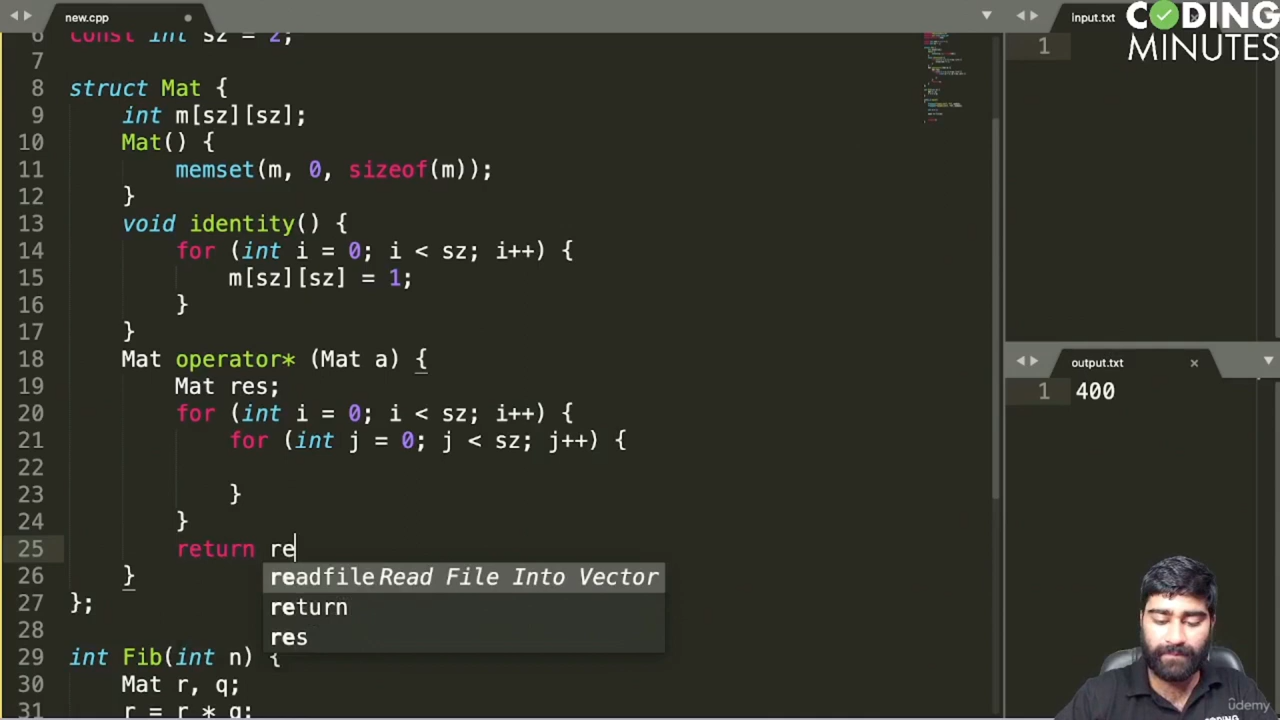 new.cpp
input.txt
CODING
MINUTES
6 const int sz = 2;
7
8 struct Mat {
9 int m[sz][sz];
10 Mat() {
11 memset(m, 0, sizeof(m));
12 }
13 void identity() {
14 for (int i = 0; i < sz; i++) {
15 m[sz][sz] = 1;
16 }
17 }
18 Mat operator* (Mat a) {
19 Mat res;
20 for (int i = 0; i < sz; i++) {
21 for (int j = 0; j < sz; j++) {
22
23 }
24 }
25 return re
readfile Read File Into Vector
return
res
26 }
27 };
28
29 int Fib(int n) {
30 Mat r, q;
31 r = r * q;
1
output.txt
1 400
CODING
ûdemy